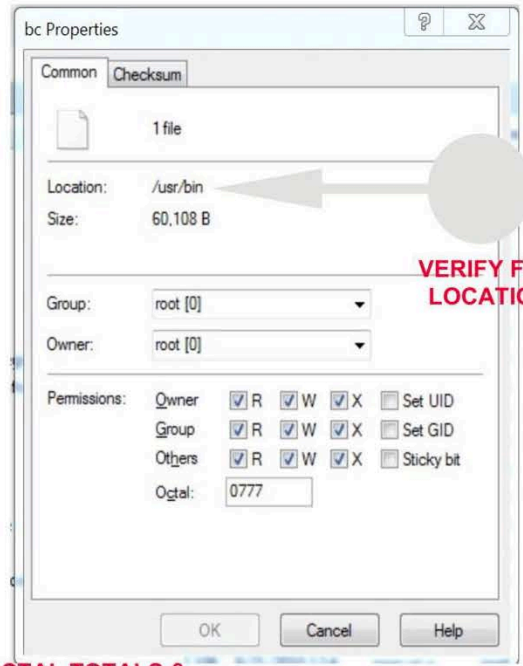 bc Properties
Common Checksum
1 file
Location: /usr/bin
Size: 60,108 B
VERIFY
Group: root [0]
Owner: root [0]
Permissions: Owner R W X Set UID
Group R W X Set GID
Others R W X Sticky bit
Octal: 0777
OK Cancel Help